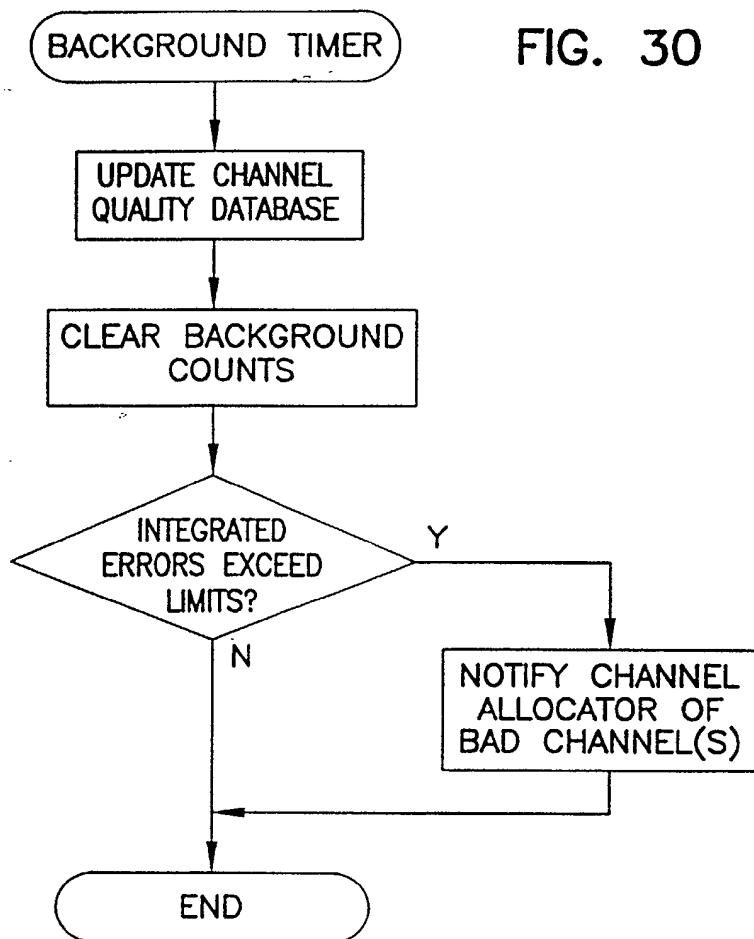 BACKGROUND TIMER
FIG. 30
UPDATE CHANNEL
QUALITY DATABASE
CLEAR BACKGROUND
COUNTS
INTEGRATED
ERRORS EXCEED
LIMITS?
Y
N
NOTIFY CHANNEL
ALLOCATOR OF
BAD CHANNEL(S)
END